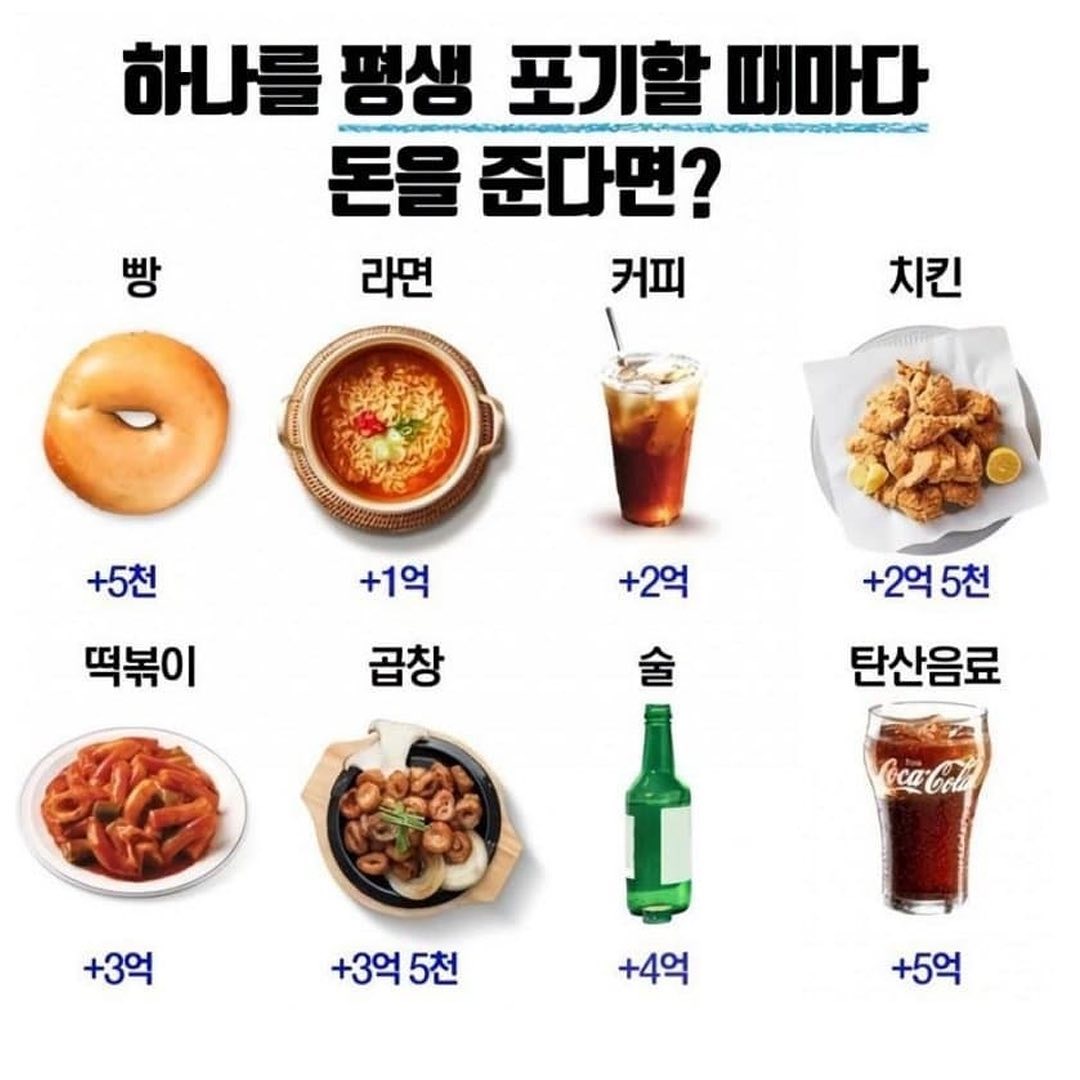 하나를 평생 포기할 때마다
돈을 준다면?
빵 라면 커피 치킨
+5천 +1억 +2억 +2억 5천
떡볶이 곱창 술 탄산음료
Coca-Cola
+3억 +3억 5천 +4억 +5억